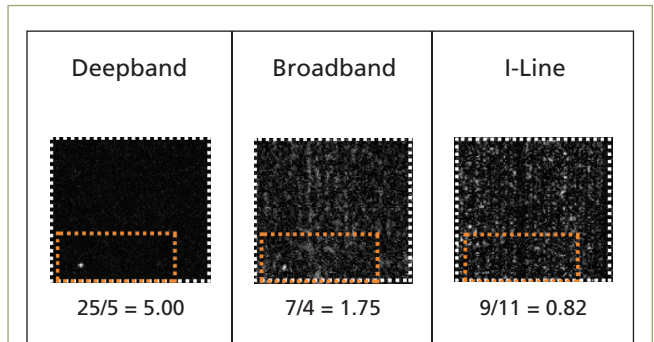 Deepband
Broadband
I-Line
25/5 = 5.00
7/4 = 1.75
9/11 = 0.82